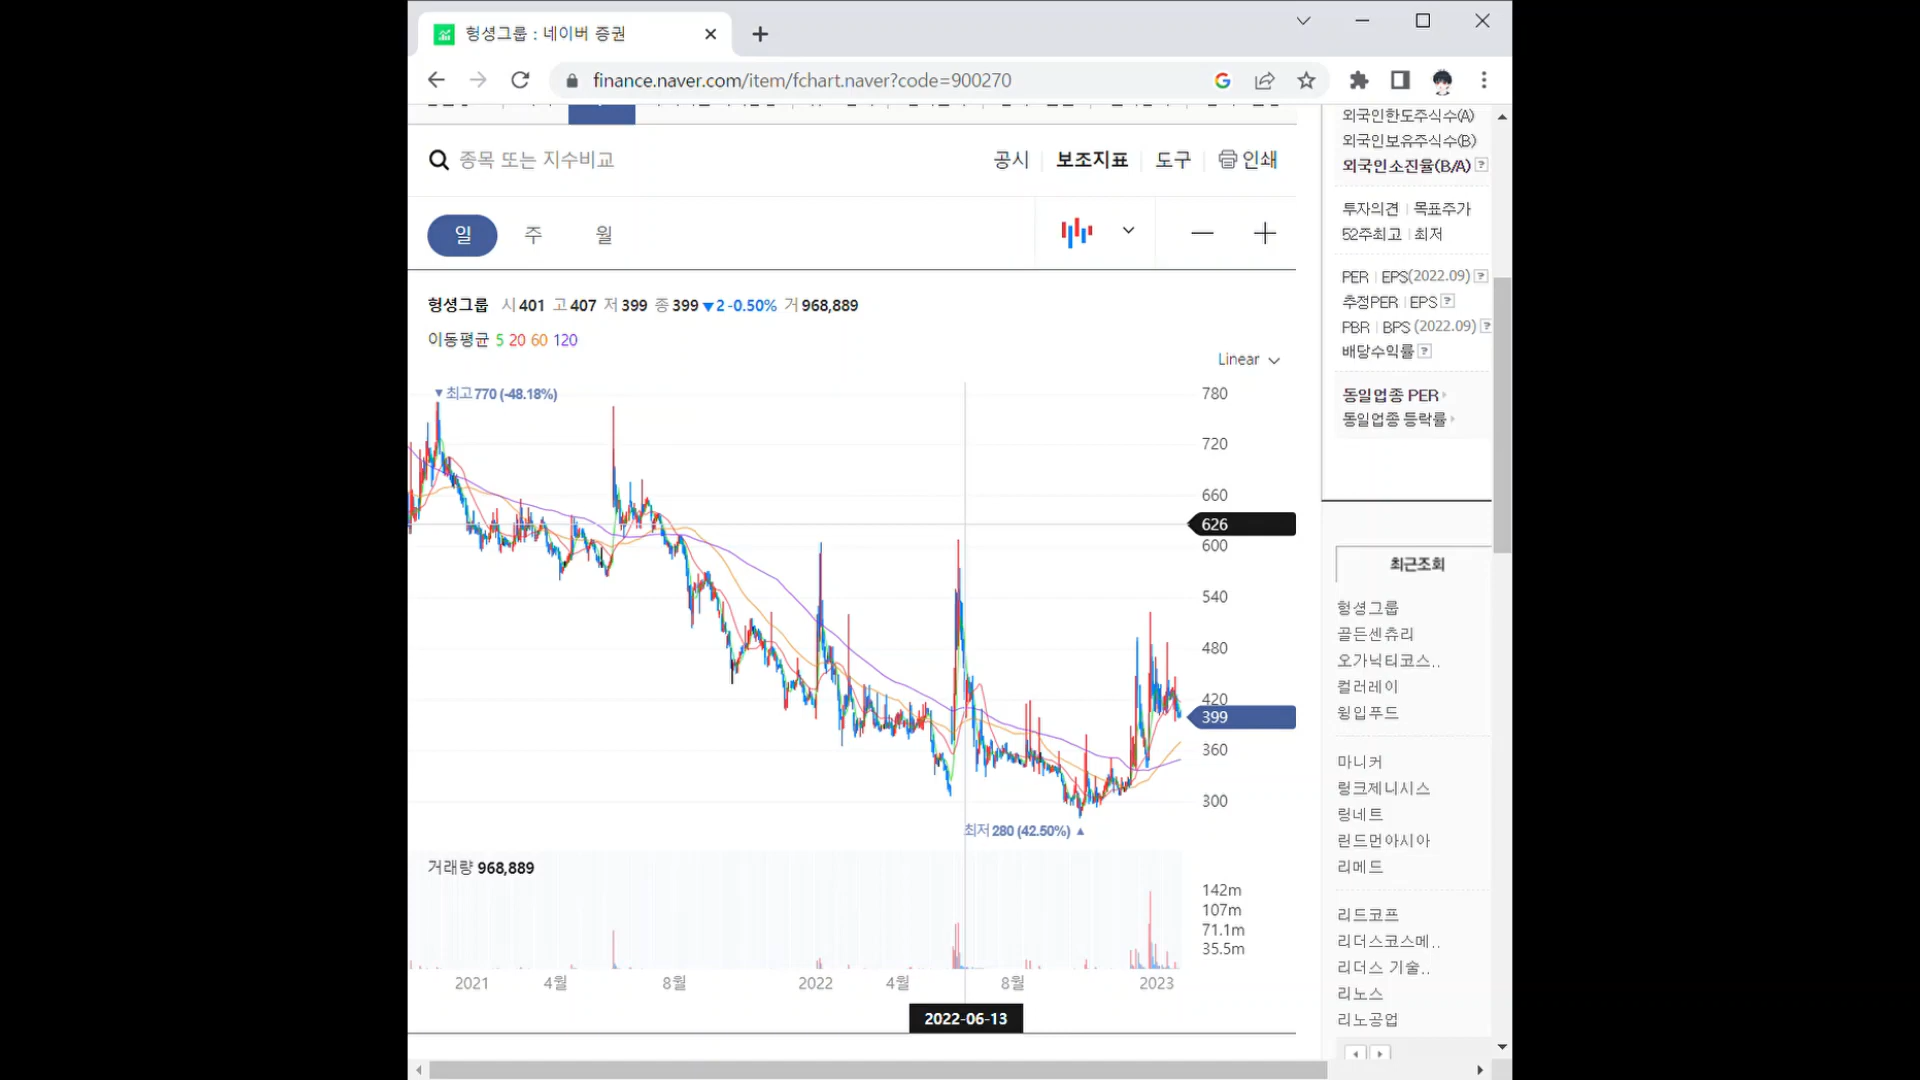 헝셩그룹 : 네이버 증권
finance.naver.com/item/fchart.naver?code=900270
종목 또는 지수비교
공시 보조지표 도구 인쇄
일 주 월
헝셩그룹 시 401 고 407 저 399 종 399 ▼2 -0.50% 거 968,889
이동평균 5 20 60 120
Linear
▼최고 770 (-48.18%)
780
720
660
626
600
540
480
420
399
360
300
최저 280 (42.50%) ▲
거래량 968,889
142m
107m
71.1m
35.5m
2021 4월 8월 2022 4월 8월 2023
2022-06-13
외국인한도주식수(A)
외국인보유주식수(B)
외국인소진율(B/A) ?
투자의견 | 목표주가
52주최고 | 최저
PER | EPS(2022.09) ?
추정PER | EPS ?
PBR | BPS (2022.09) ?
배당수익률 ?
동일업종 PER
동일업종 등락률
최근조회
헝셩그룹
골든센츄리
오가닉티코스..
컬러레이
윙입푸드
마니커
링크제니시스
링네트
린드먼아시아
리메드
리드코프
리더스코스메..
리더스 기술..
리노스
리노공업